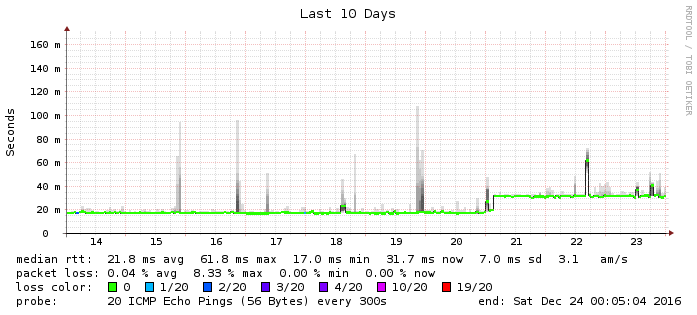 Last 10 Days
RRDTOOL / TOBI OETIKER
Seconds
160 m
140 m
120 m
100 m
80 m
60 m
40 m
20 m
0
14 15 16 17 18 19 20 21 22 23
median rtt: 21.8 ms avg 61.8 ms max 17.0 ms min 31.7 ms now 7.0 ms sd 3.1 am/s
packet loss: 0.04 % avg 8.33 % max 0.00 % min 0.00 % now
loss color: 0 1/20 2/20 3/20 4/20 10/20 19/20
probe: 20 ICMP Echo Pings (56 Bytes) every 300s end: Sat Dec 24 00:05:04 2016